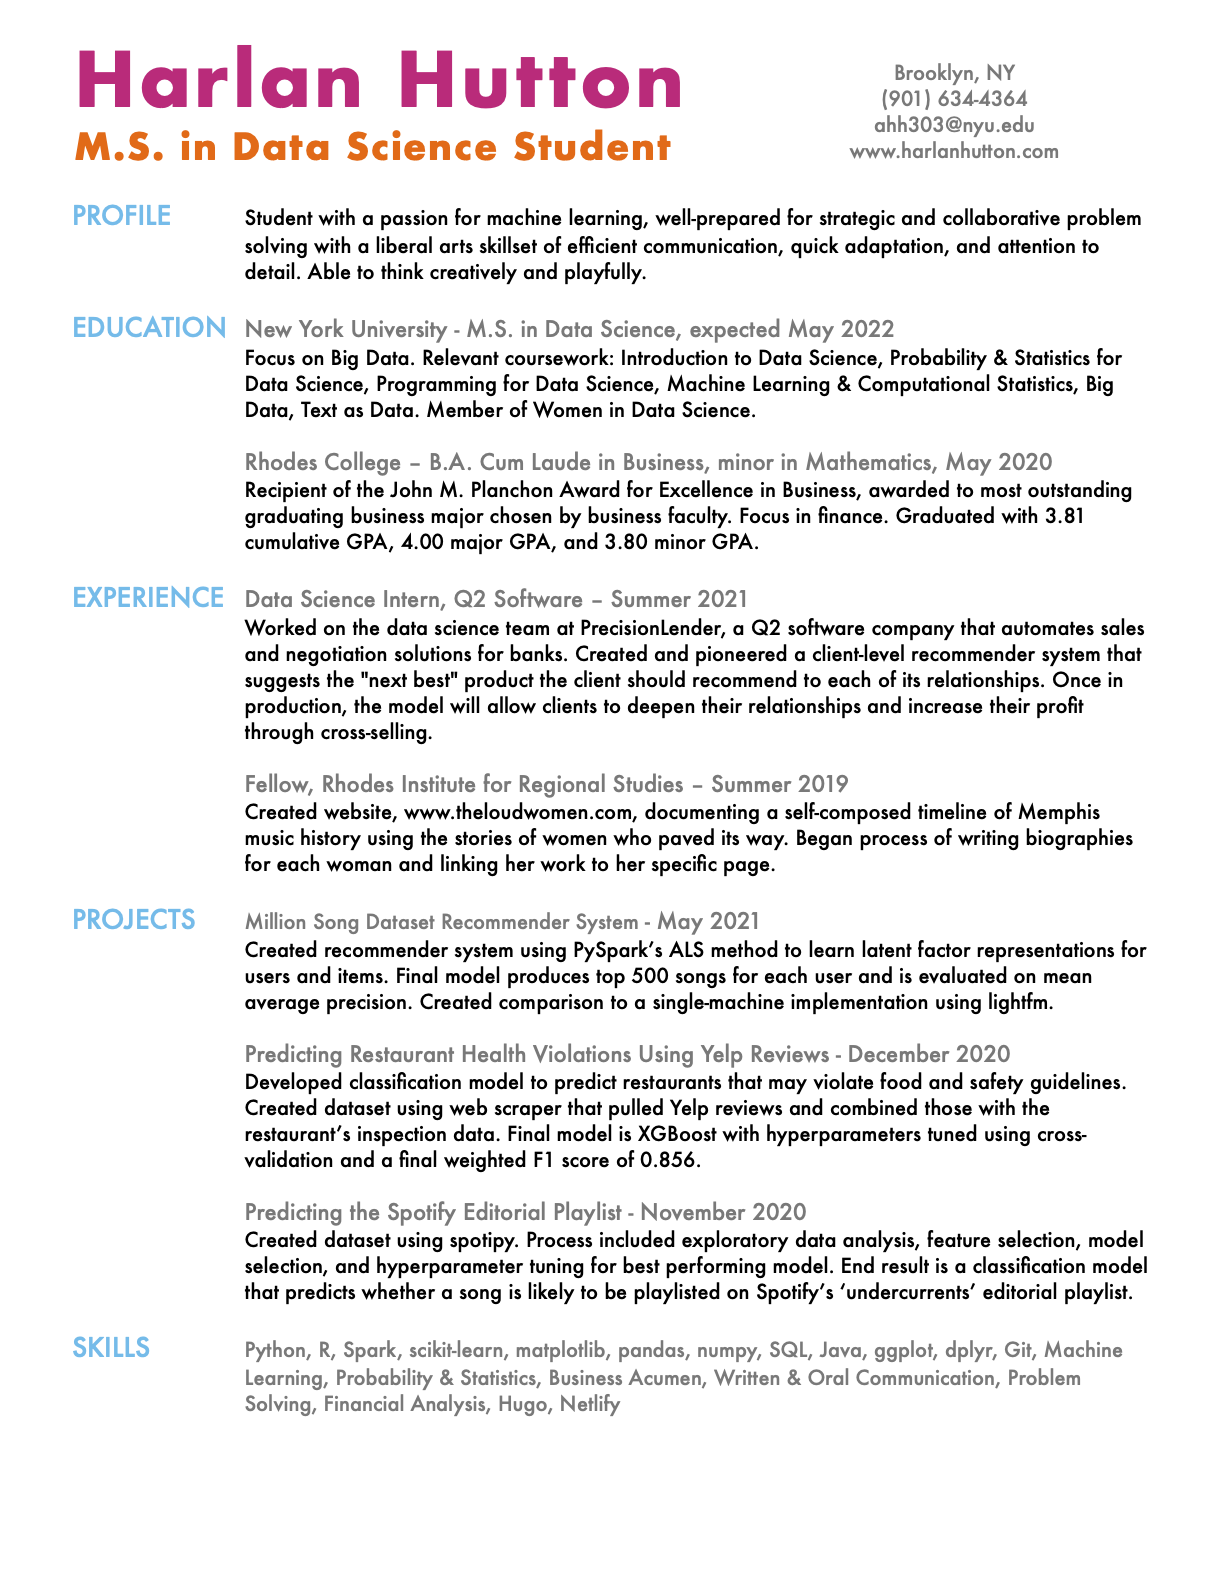 Harlan Hutton
M.S. in Data Science Student
Brooklyn, NY
(901) 634-4364
ahh303@nyu.edu
www.harlanhutton.com
PROFILE
Student with a passion for machine learning, well-prepared for strategic and collaborative problem
solving with a liberal arts skillset of efficient communication, quick adaptation, and attention to
detail. Able to think creatively and playfully.
EDUCATION
New York University - M.S. in Data Science, expected May 2022
Focus on Big Data. Relevant coursework: Introduction to Data Science, Probability & Statistics for
Data Science, Programming for Data Science, Machine Learning & Computational Statistics, Big
Data, Text as Data. Member of Women in Data Science.
Rhodes College – B.A. Cum Laude in Business, minor in Mathematics, May 2020
Recipient of the John M. Planchon Award for Excellence in Business, awarded to most outstanding
graduating business major chosen by business faculty. Focus in finance. Graduated with 3.81
cumulative GPA, 4.00 major GPA, and 3.80 minor GPA.
EXPERIENCE
Data Science Intern, Q2 Software – Summer 2021
Worked on the data science team at PrecisionLender, a Q2 software company that automates sales
and negotiation solutions for banks. Created and pioneered a client-level recommender system that
suggests the "next best" product the client should recommend to each of its relationships. Once in
production, the model will allow clients to deepen their relationships and increase their profit
through cross-selling.
Fellow, Rhodes Institute for Regional Studies – Summer 2019
Created website, www.theloudwomen.com, documenting a self-composed timeline of Memphis
music history using the stories of women who paved its way. Began process of writing biographies
for each woman and linking her work to her specific page.
PROJECTS
Million Song Dataset Recommender System - May 2021
Created recommender system using PySpark’s ALS method to learn latent factor representations for
users and items. Final model produces top 500 songs for each user and is evaluated on mean
average precision. Created comparison to a single-machine implementation using lightfm.
Predicting Restaurant Health Violations Using Yelp Reviews - December 2020
Developed classification model to predict restaurants that may violate food and safety guidelines.
Created dataset using web scraper that pulled Yelp reviews and combined those with the
restaurant’s inspection data. Final model is XGBoost with hyperparameters tuned using cross-
validation and a final weighted F1 score of 0.856.
Predicting the Spotify Editorial Playlist - November 2020
Created dataset using spotipy. Process included exploratory data analysis, feature selection, model
selection, and hyperparameter tuning for best performing model. End result is a classification model
that predicts whether a song is likely to be playlisted on Spotify’s ‘undercurrents’ editorial playlist.
SKILLS
Python, R, Spark, scikit-learn, matplotlib, pandas, numpy, SQL, Java, ggplot, dplyr, Git, Machine
Learning, Probability & Statistics, Business Acumen, Written & Oral Communication, Problem
Solving, Financial Analysis, Hugo, Netlify